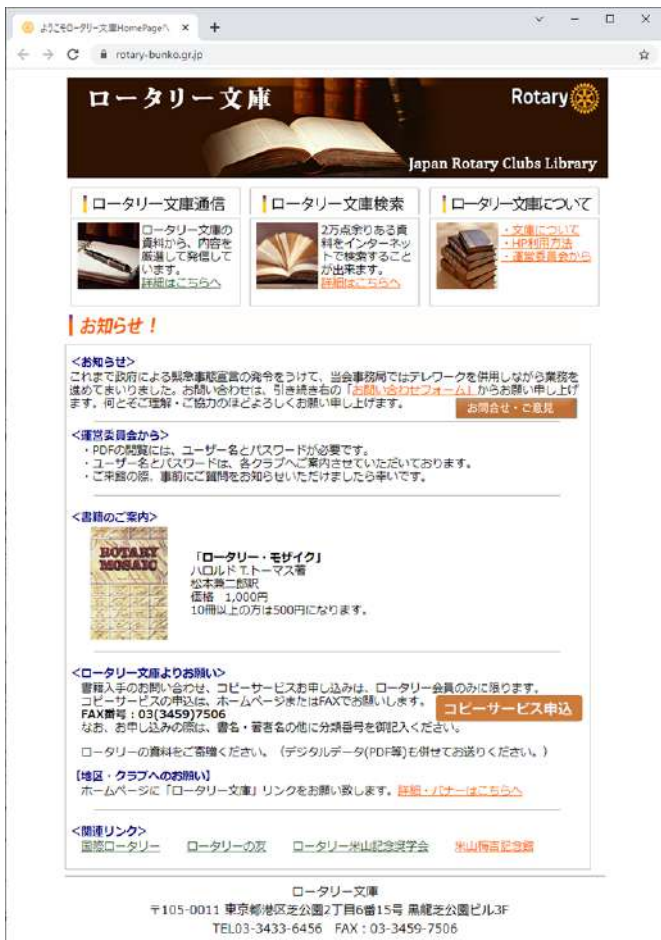 ようこそロータリー文庫HomePageへ
rotary-bunko.gr.jp
ロータリー文庫
Rotary
Japan Rotary Clubs Library
ロータリー文庫通信
ロータリー文庫の
資料から、内容を
厳選して発信して
います。
詳細はこちらへ
ロータリー文庫検索
2万点余りある資
料をインターネッ
トで検索すること
が出来ます。
詳細はこちらへ
ロータリー文庫について
・文庫について
・HP利用方法
・運営委員会から
お知らせ!
<お知らせ>
これまで政府による緊急事態宣言の発令をうけて、当会事務局ではテレワークを併用しながら業務を
進めてまいりました。お問い合わせは、引き続き右の「お問い合わせフォーム」からお願い申し上げ
ます。何とぞご理解・ご協力のほどよろしくお願い申し上げます。
お問合せ・ご意見
<運営委員会から>
・PDFの閲覧には、ユーザー名とパスワードが必要です。
・ユーザー名とパスワードは、各クラブへご案内させていただいております。
・ご来館の際、事前にご質問をお知らせいただけましたら幸いです。
<書籍のご案内>
ROTARY
MOSAIC
「ロータリー・モザイク」
ハロルド T.トーマス著
松本兼二郎訳
価格 1,000円
10冊以上の方は500円になります。
<ロータリー文庫よりお願い>
書籍入手のお問い合わせ、コピーサービスお申し込みは、ロータリー会員のみに限ります。
コピーサービスの申込は、ホームページまたはFAXでお願いします。
FAX番号:03(3459)7506
コピーサービス申込
なお、お申し込みの際は、書名・著者名の他に分類番号を御記入ください。
ロータリーの資料をご寄贈ください。(デジタルデータ(PDF等)も併せてお送りください。)
【地区・クラブへのお願い】
ホームページに「ロータリー文庫」リンクをお願い致します。詳細・バナーはこちらへ
<関連リンク>
国際ロータリー ロータリーの友 ロータリー米山記念奨学会 米山梅吉記念館
ロータリー文庫
〒105-0011 東京都港区芝公園2丁目6番15号 黒龍芝公園ビル3F
TEL03-3433-6456 FAX:03-3459-7506